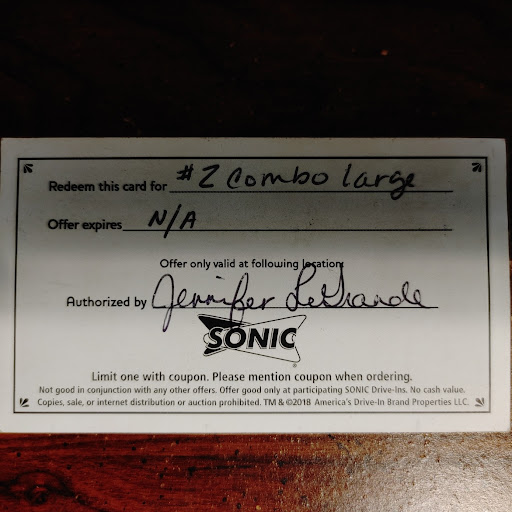 Redeem this card for #2 Combo large
Offer expires N/A
Offer only valid at following location:
Authorized by Jennifer LeGrande
SONIC
Limit one with coupon. Please mention coupon when ordering.
Not good in conjunction with any other offers. Offer good only at participating SONIC Drive-Ins. No cash value.
Copies, sale, or internet distribution or auction prohibited. TM & ©2018 America's Drive-In Brand Properties LLC.